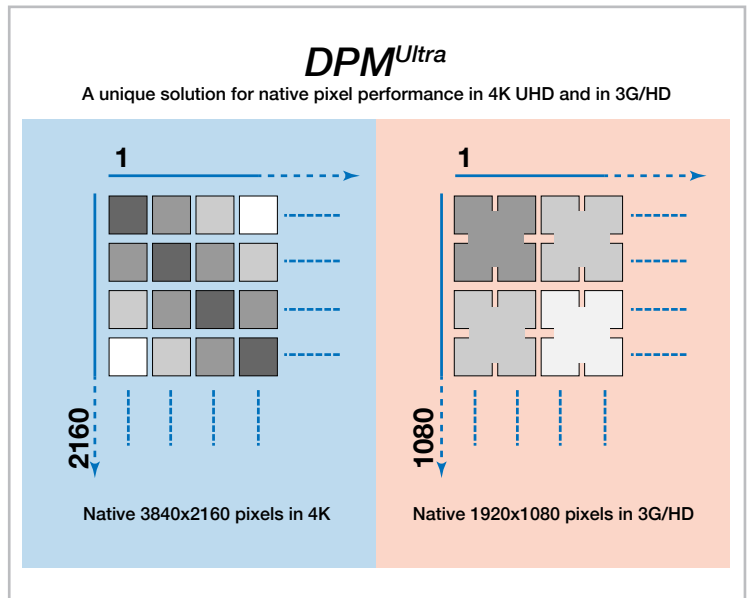 DPMUltra
A unique solution for native pixel performance in 4K UHD and in 3G/HD
1
2160
Native 3840x2160 pixels in 4K
1
1080
Native 1920x1080 pixels in 3G/HD